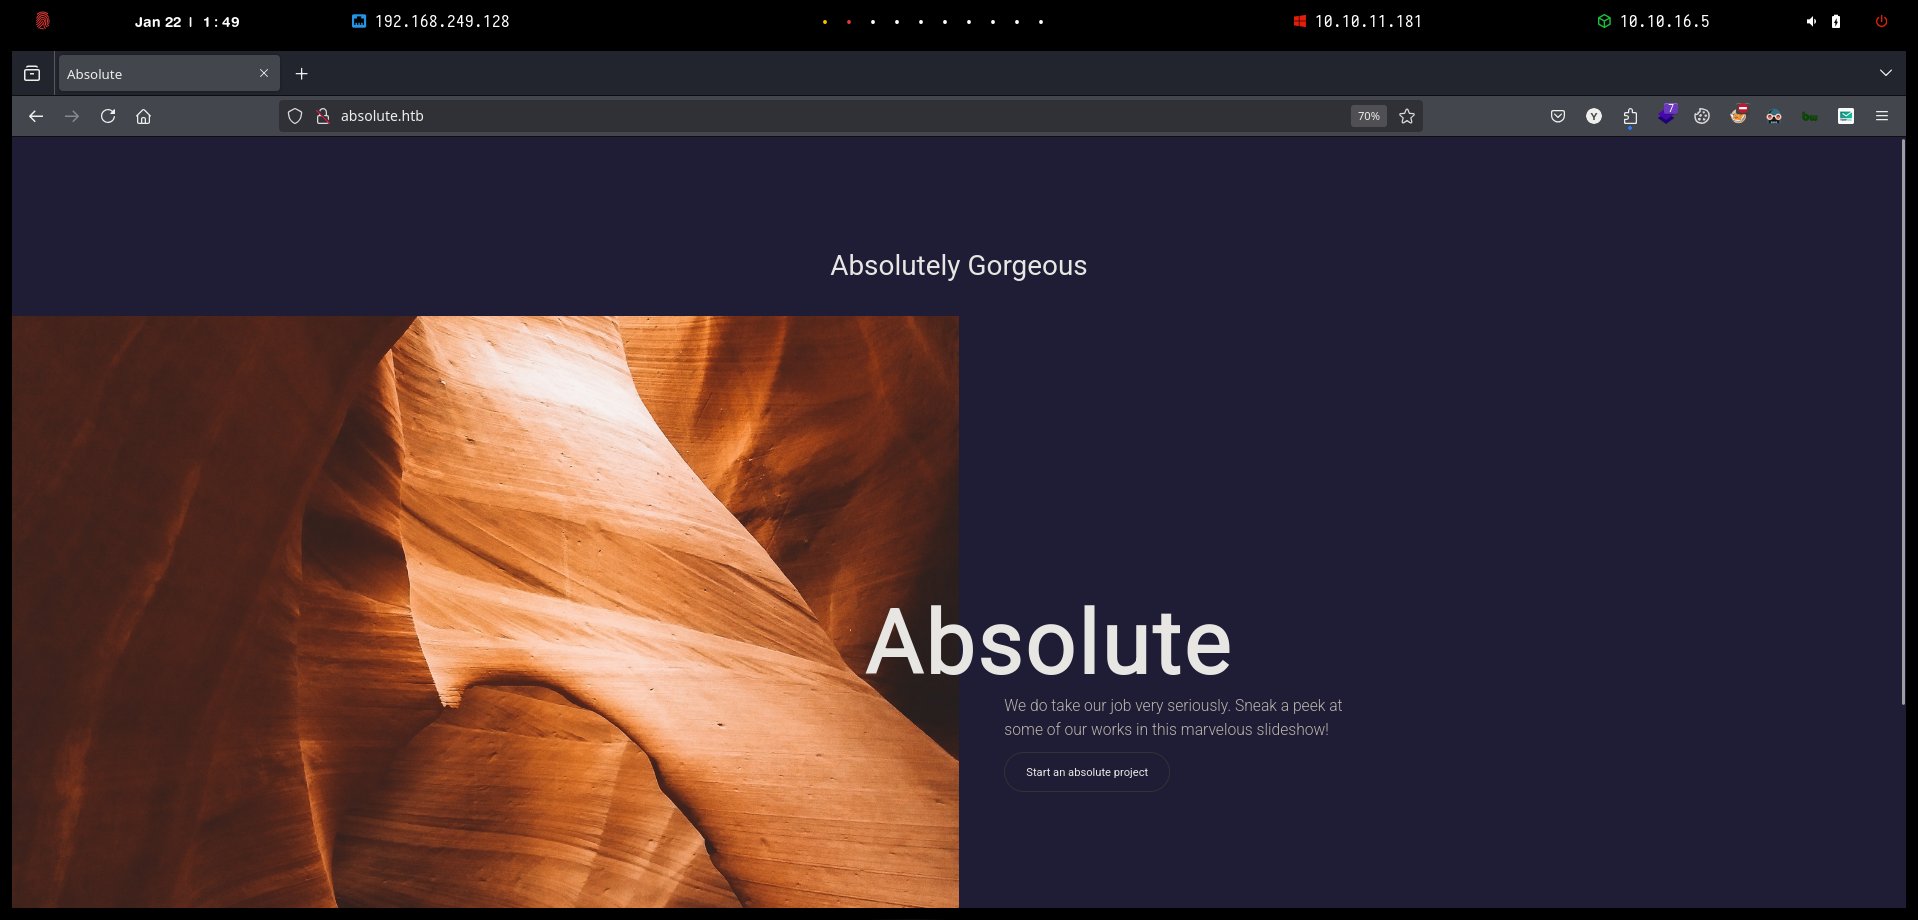 Jan 22 | 1:49
192.168.249.128
10.10.11.181
10.10.16.5
Absolute
absolute.htb
70%
Y
7
bw
Absolutely Gorgeous
Absolute
We do take our job very seriously. Sneak a peek at
some of our works in this marvelous slideshow!
Start an absolute project